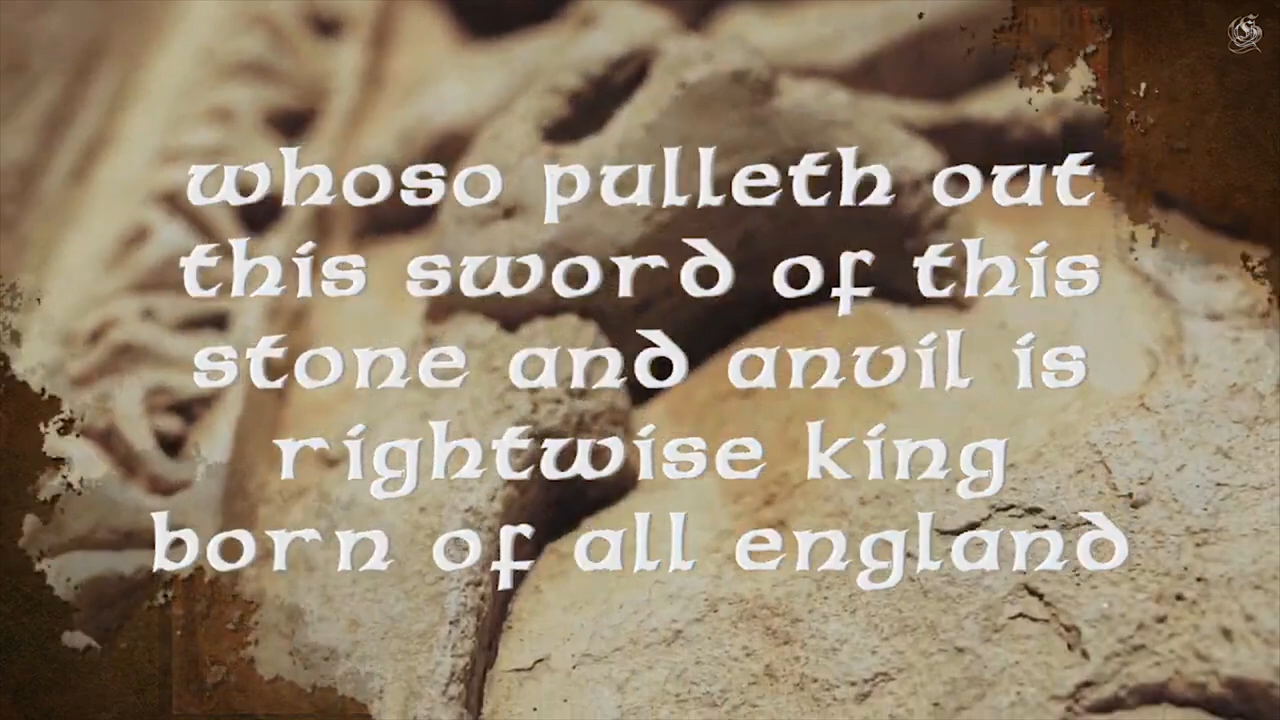 whoso pulleth out
this sword of this
stone and anvil is
rightwise king
born of all england